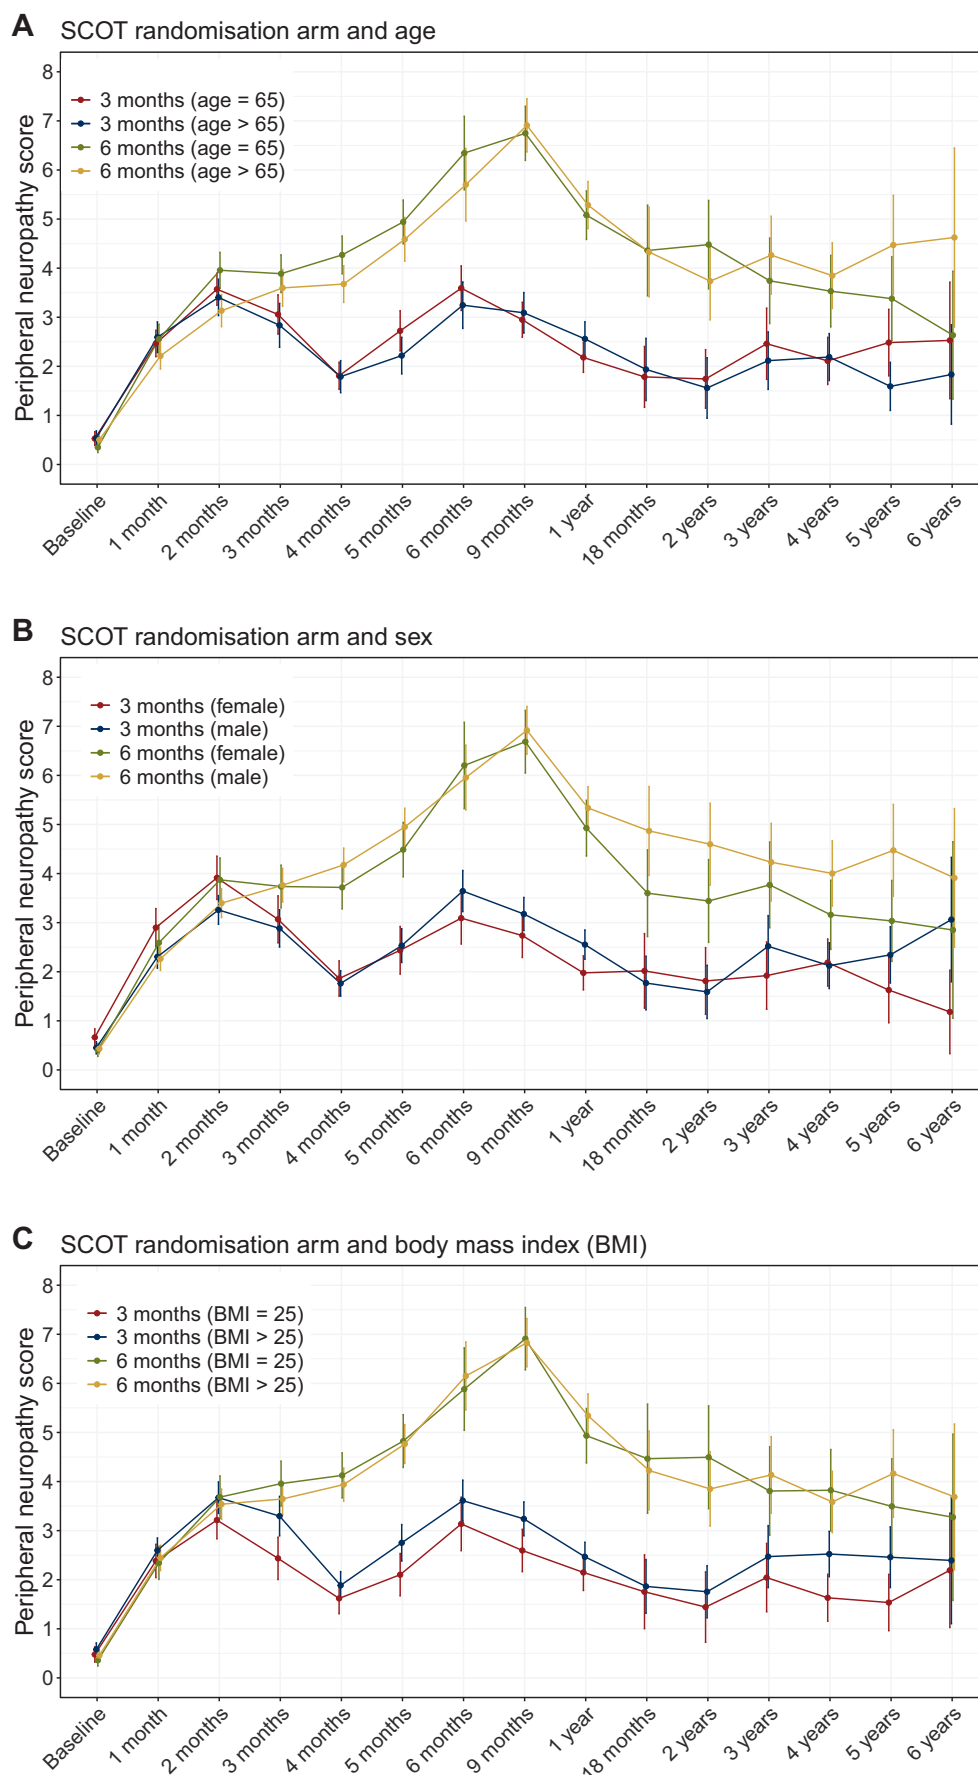 A SCOT randomisation arm and age
Peripheral neuropathy score
8
7
6
5
4
3
2
1
0
3 months (age = 65)
3 months (age > 65)
6 months (age = 65)
6 months (age > 65)
Baseline
1 month
2 months
3 months
4 months
5 months
6 months
9 months
1 year
18 months
2 years
3 years
4 years
5 years
6 years
B SCOT randomisation arm and sex
Peripheral neuropathy score
8
7
6
5
4
3
2
1
0
3 months (female)
3 months (male)
6 months (female)
6 months (male)
Baseline
1 month
2 months
3 months
4 months
5 months
6 months
9 months
1 year
18 months
2 years
3 years
4 years
5 years
6 years
C SCOT randomisation arm and body mass index (BMI)
Peripheral neuropathy score
8
7
6
5
4
3
2
1
0
3 months (BMI = 25)
3 months (BMI > 25)
6 months (BMI = 25)
6 months (BMI > 25)
Baseline
1 month
2 months
3 months
4 months
5 months
6 months
9 months
1 year
18 months
2 years
3 years
4 years
5 years
6 years